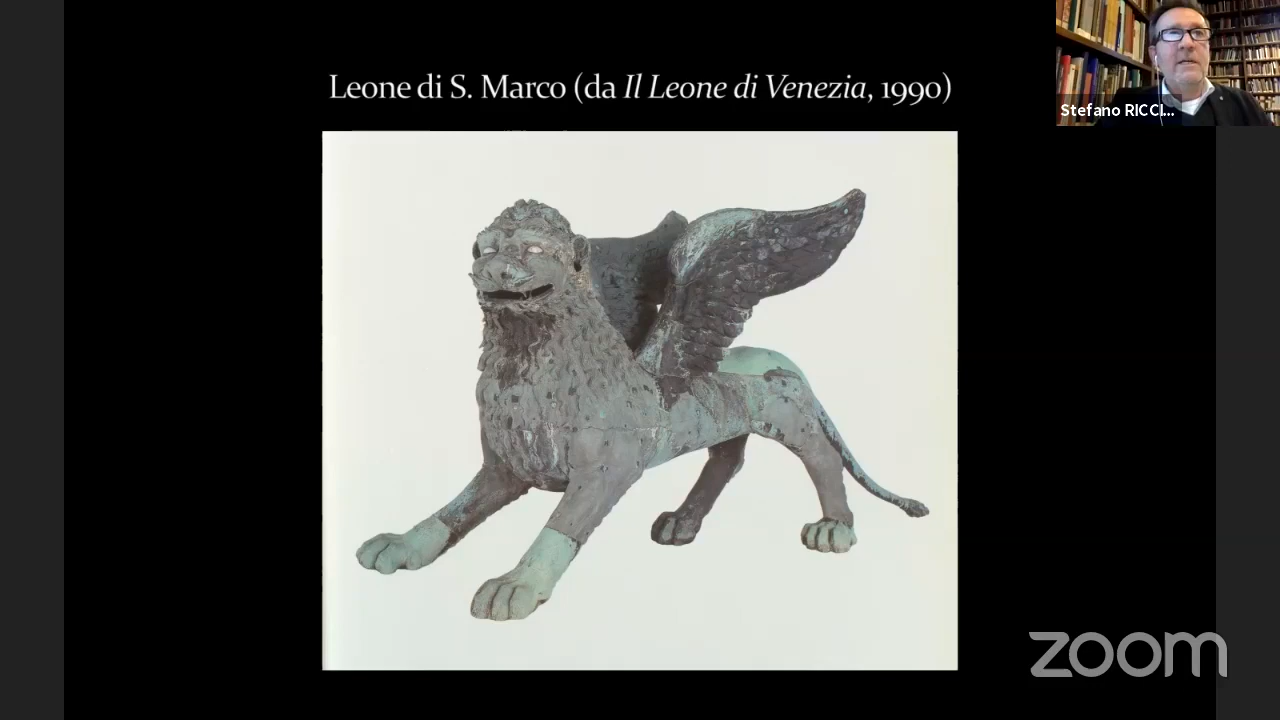 Leone di S. Marco (da Il Leone di Venezia, 1990)
Stefano RICCI...
zoom